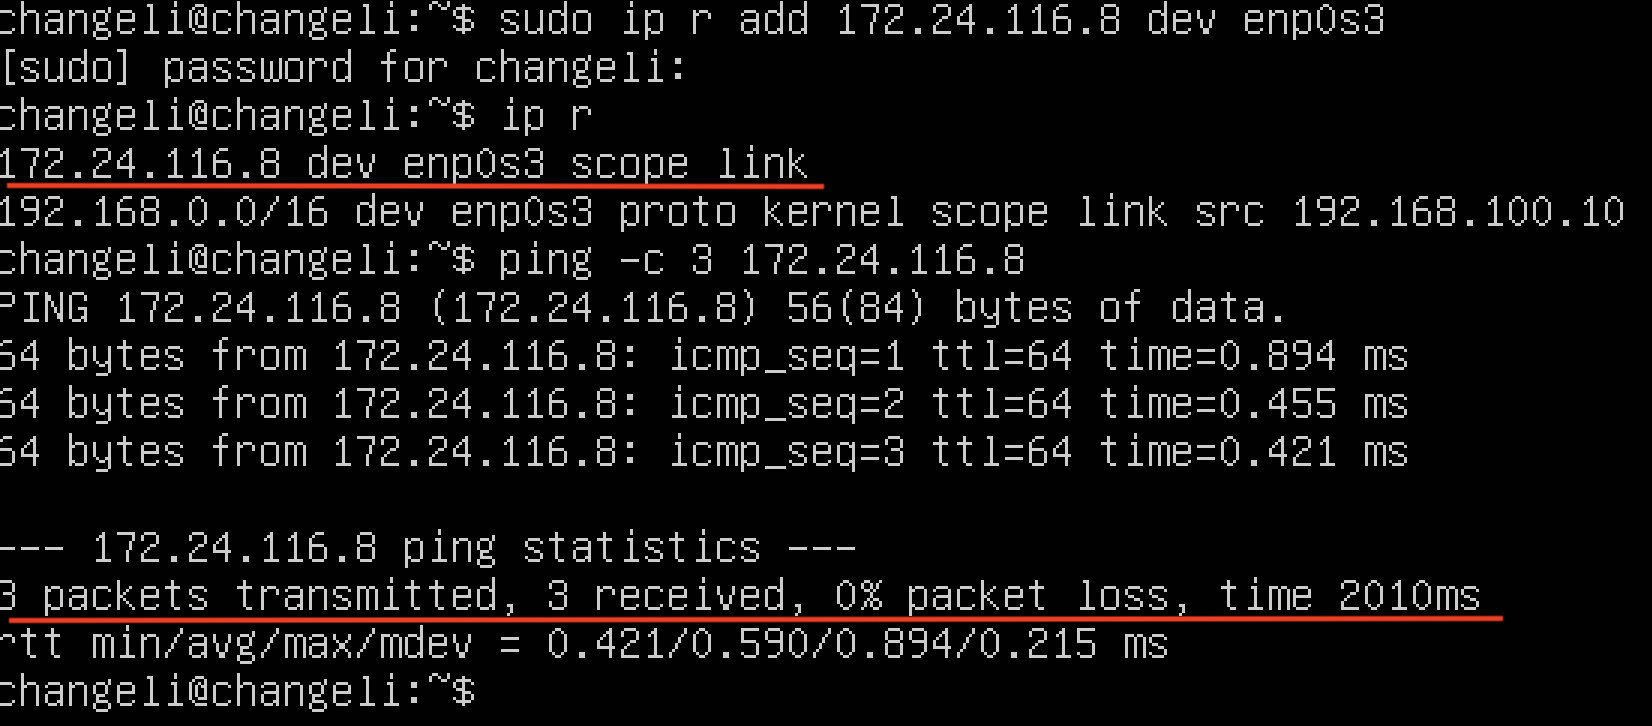 changeli@changeli:~$ sudo ip r add 172.24.116.8 dev enp0s3
[sudo] password for changeli:
changeli@changeli:~$ ip r
172.24.116.8 dev enp0s3 scope link
192.168.0.0/16 dev enp0s3 proto kernel scope link src 192.168.100.10
changeli@changeli:~$ ping -c 3 172.24.116.8
PING 172.24.116.8 (172.24.116.8) 56(84) bytes of data.
64 bytes from 172.24.116.8: icmp_seq=1 ttl=64 time=0.894 ms
64 bytes from 172.24.116.8: icmp_seq=2 ttl=64 time=0.455 ms
64 bytes from 172.24.116.8: icmp_seq=3 ttl=64 time=0.421 ms
--- 172.24.116.8 ping statistics ---
3 packets transmitted, 3 received, 0% packet loss, time 2010ms
rtt min/avg/max/mdev = 0.421/0.590/0.894/0.215 ms
changeli@changeli:~$